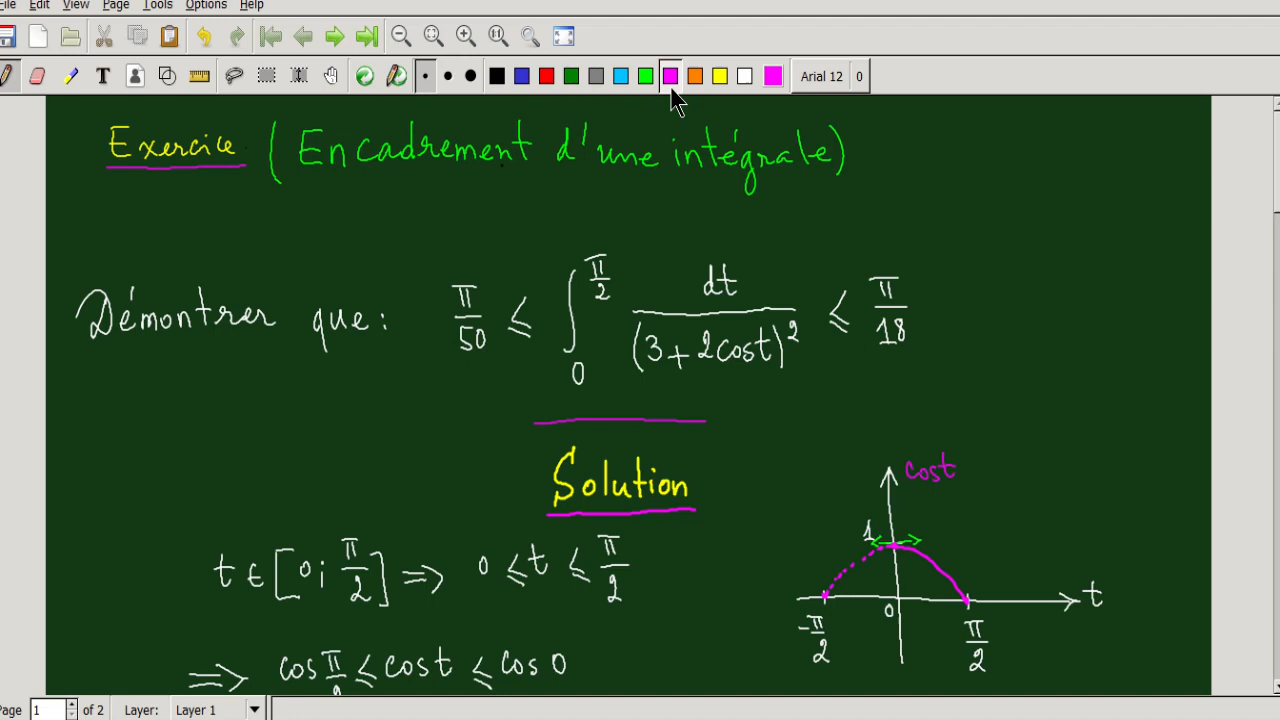 File Edit View Page Tools Options Help
Arial 12 0
Exercice (Encadrement d'une intégrale)
Démontrer que: π/50 ≤ ∫₀^(π/2) dt/(3+2cost)² ≤ π/18
Solution
t ∈ [0; π/2] ⟹ 0 ≤ t ≤ π/2
⟹ cos π/2 ≤ cost ≤ cos 0
cost
1
0
t
-π/2
π/2
Page 1 of 2 Layer: Layer 1